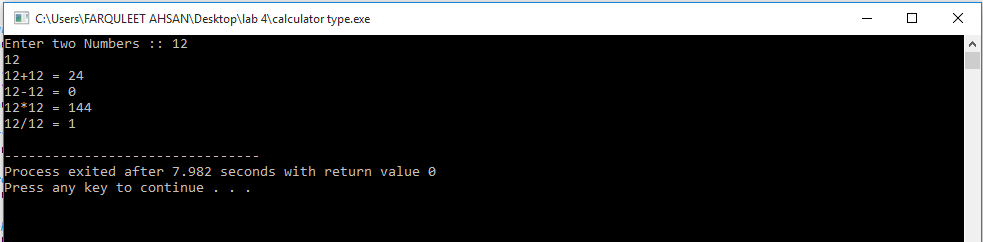 C:\Users\FARQULEET AHSAN\Desktop\lab 4\calculator type.exe
Enter two Numbers :: 12
12
12+12 = 24
12-12 = 0
12*12 = 144
12/12 = 1
--------------------------------
Process exited after 7.982 seconds with return value 0
Press any key to continue . . .